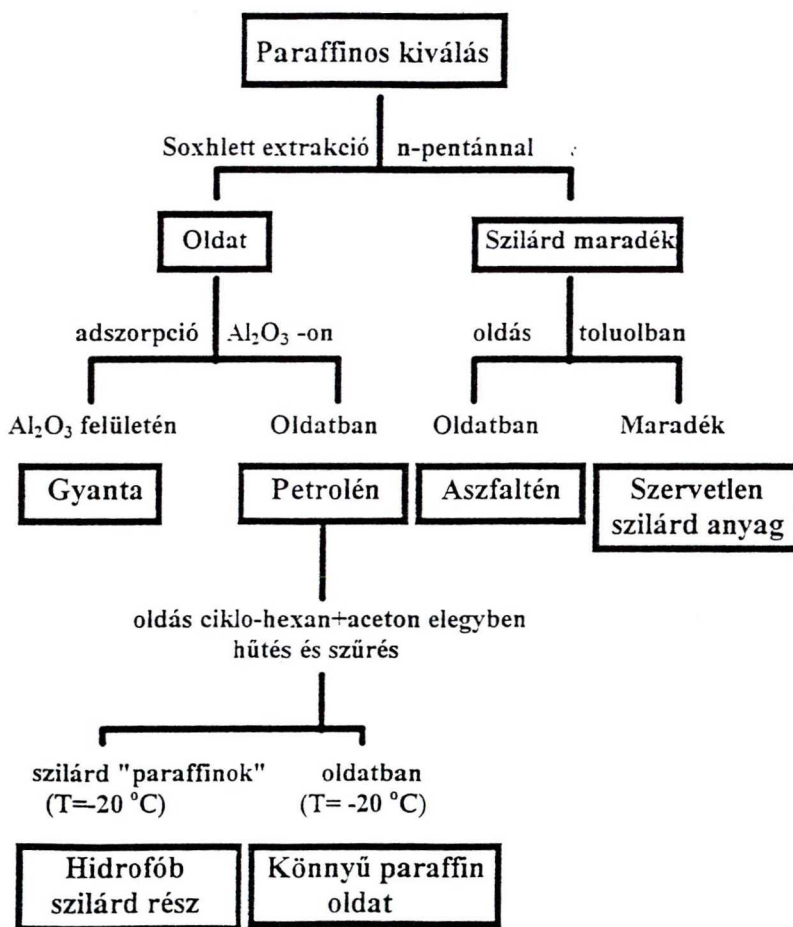 Paraffinos kiválás
Soxhlett extrakció n-pentánnal
Oldat
Szilárd maradék
adszorpció Al₂O₃ -on
oldás toluolban
Al₂O₃ felületén
Oldatban
Oldatban
Maradék
Gyanta
Petrolén
Aszfaltén
Szervetlen
szilárd anyag
oldás ciklo-hexan+aceton elegyben
hűtés és szűrés
szilárd "paraffinok"
(T=-20 °C)
oldatban
(T= -20 °C)
Hidrofób
szilárd rész
Könnyű paraffin
oldat